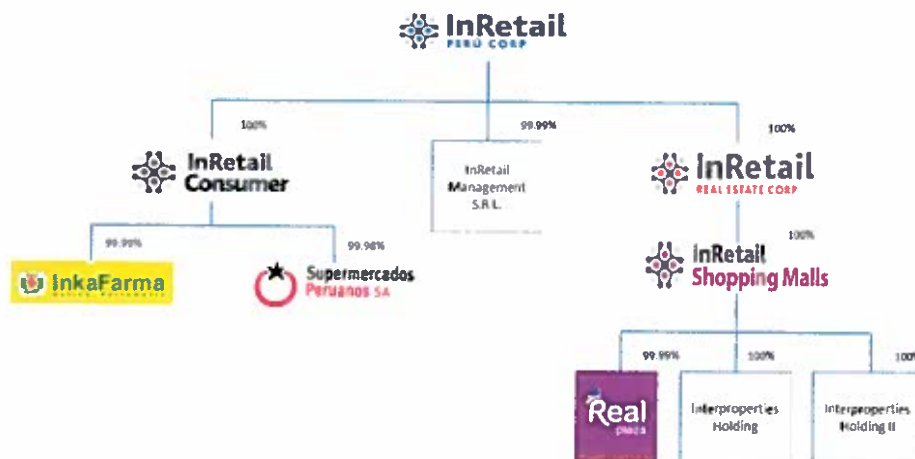 InRetail
PERÚ CORP
100%
99.99%
100%
InRetail
Consumer
InRetail
Management
S.R.L.
InRetail
REAL ESTATE CORP
99.99%
99.98%
100%
InkaFarma
Supermercados
Peruanos SA
InRetail
Shopping Malls
99.99%
100%
100%
Real
plaza
Interproperties
Holding
Interproperties
Holding II